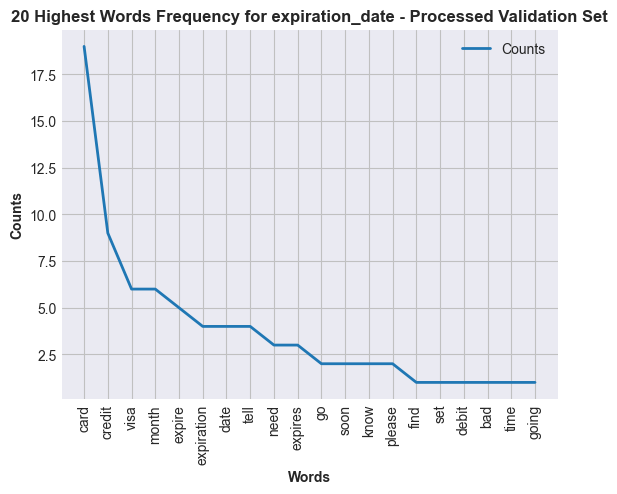 20 Highest Words Frequency for expiration_date - Processed Validation Set
Counts
17.5
15.0
12.5
10.0
7.5
5.0
2.5
Counts
card
credit
visa
month
expire
expiration
date
tell
need
expires
go
soon
know
please
find
set
debit
bad
time
going
Words